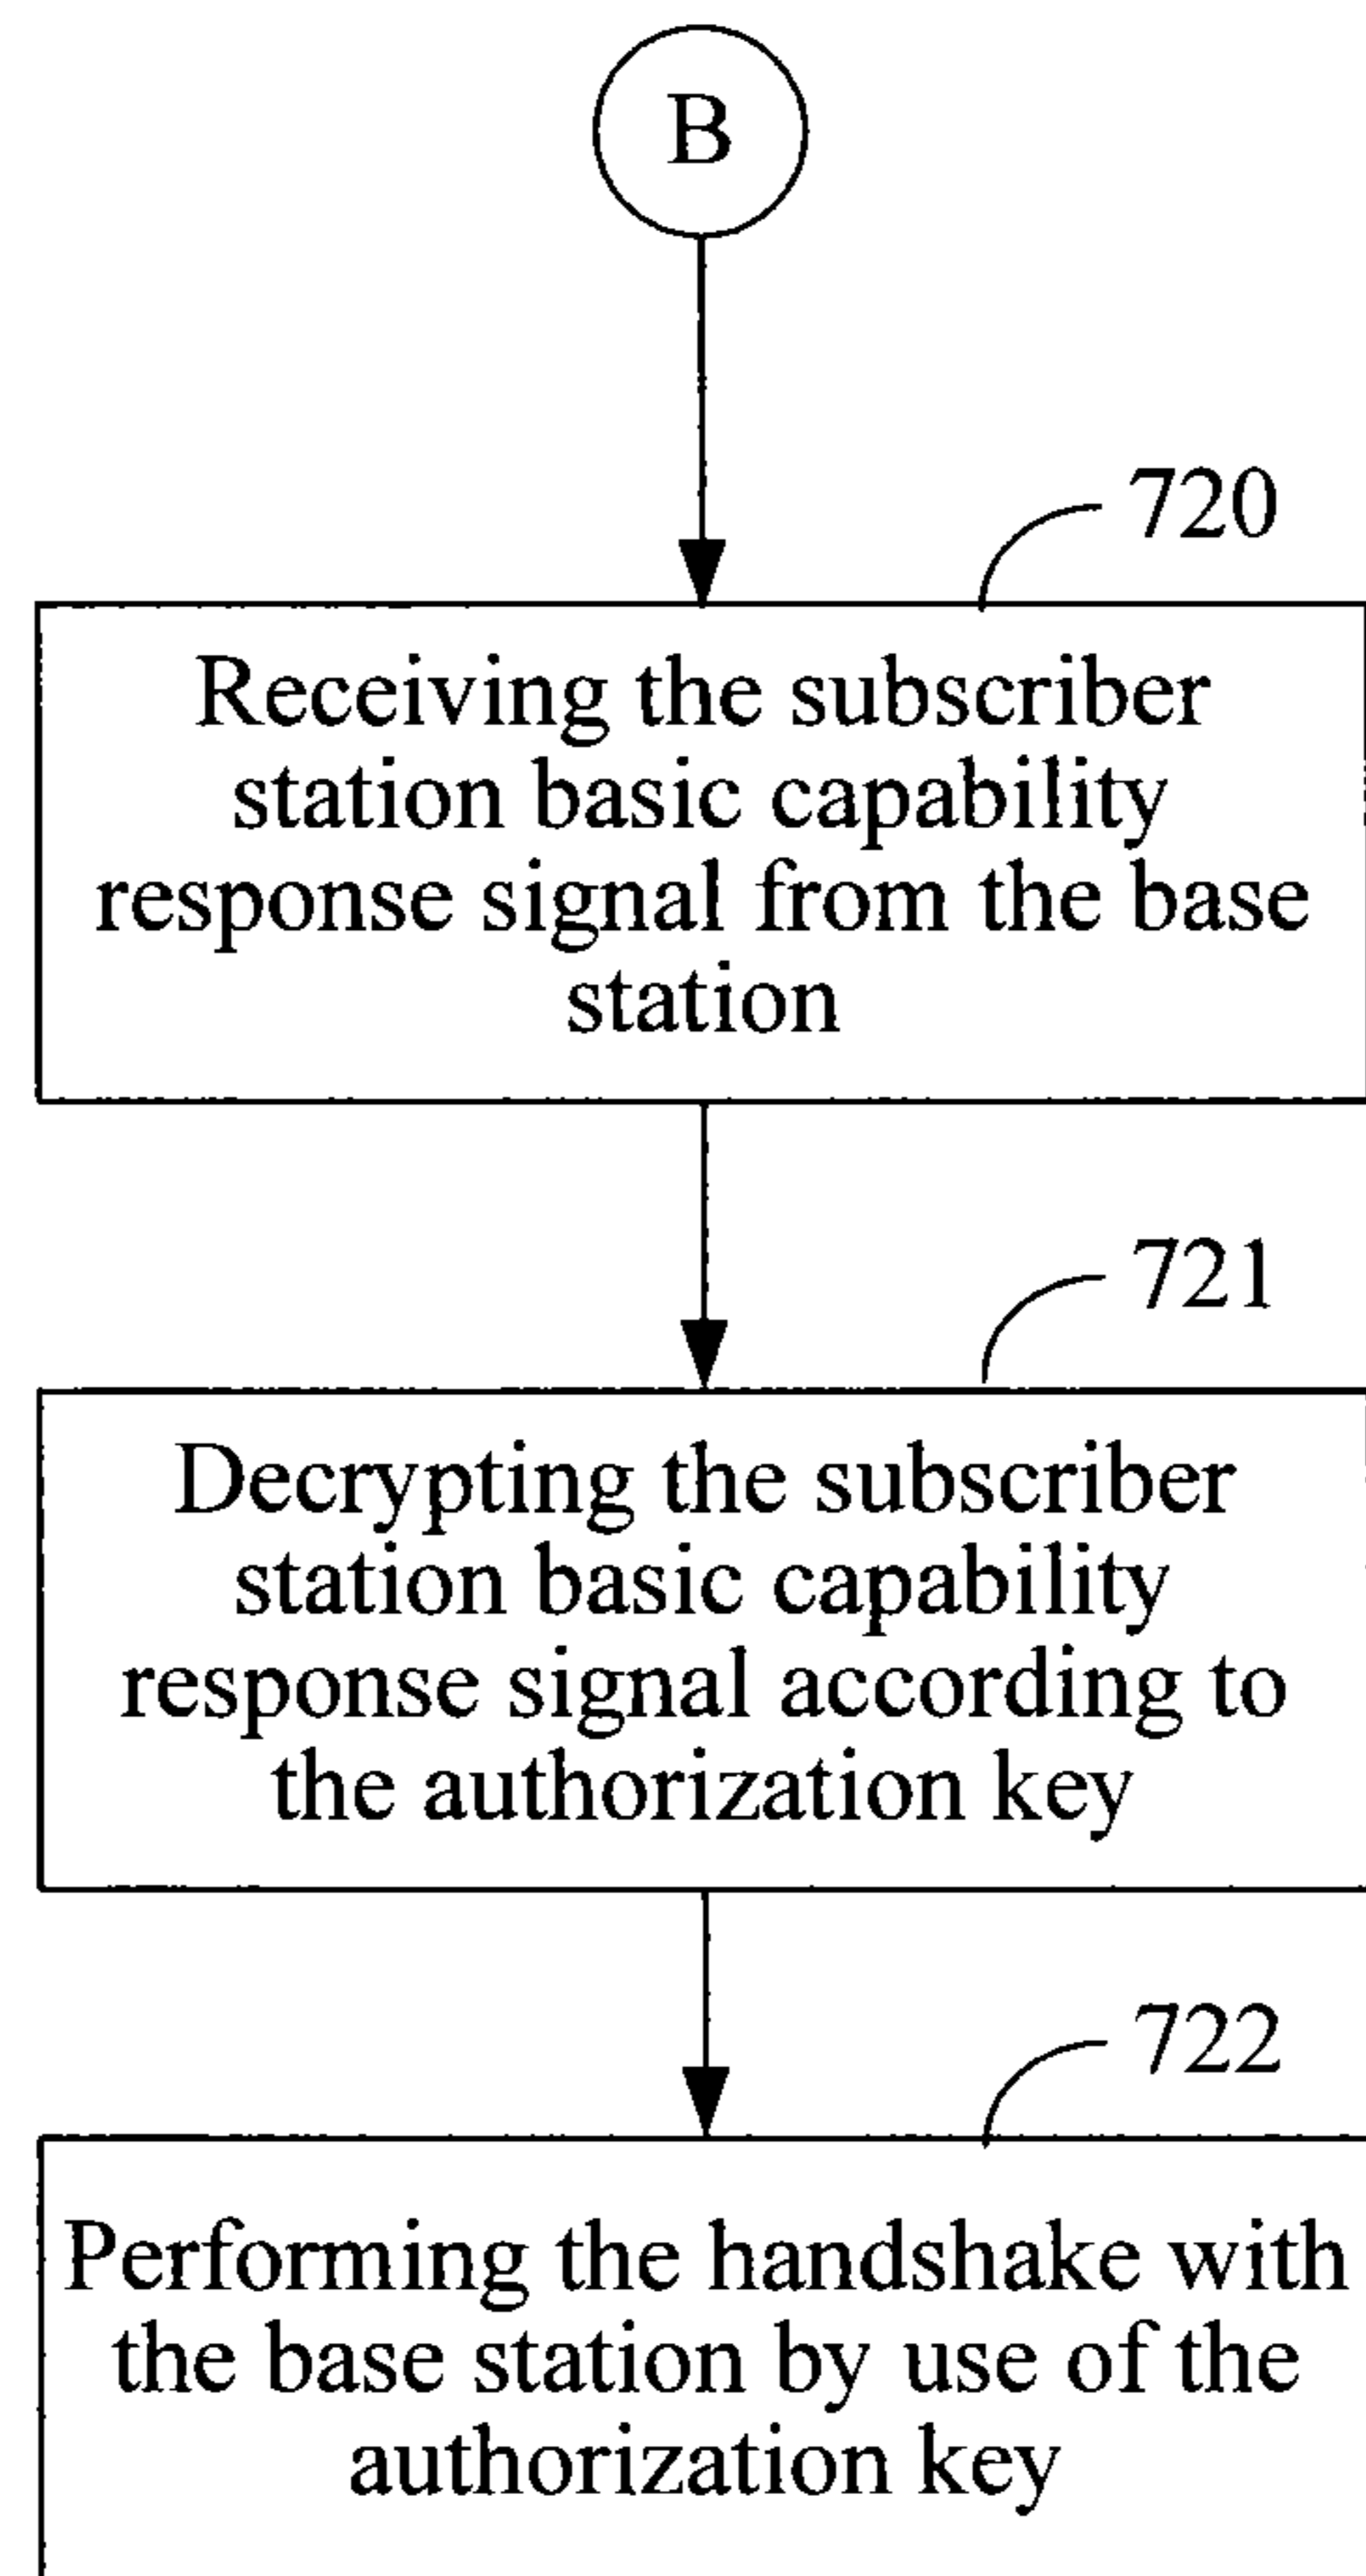 B
720
Receiving the subscriber
station basic capability
response signal from the base
station
721
Decrypting the subscriber
station basic capability
response signal according to
the authorization key
722
Performing the handshake with
the base station by use of the
authorization key